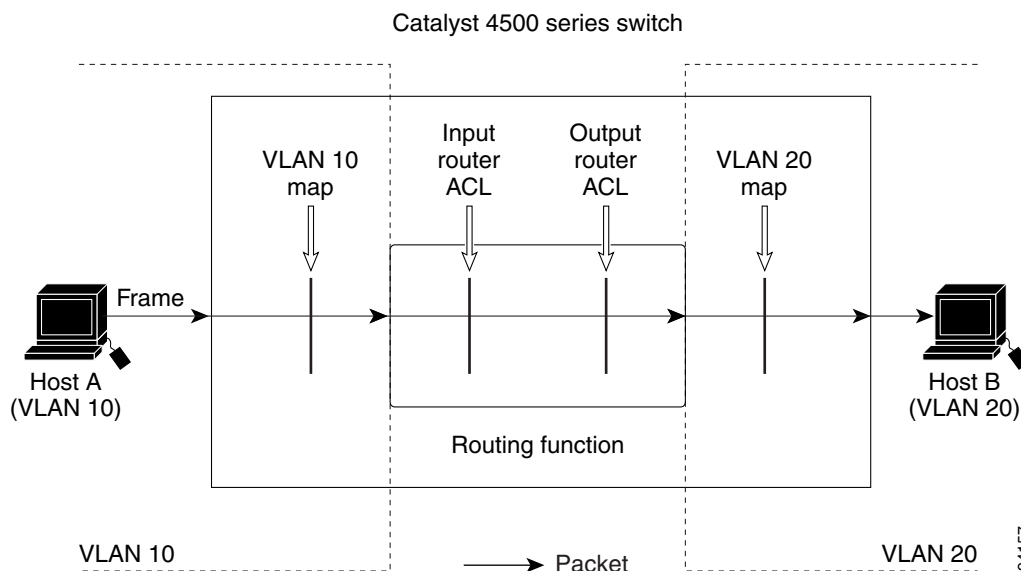 Catalyst 4500 series switch
VLAN 10
map
Input
router
ACL
Output
router
ACL
VLAN 20
map
Frame
Host A
(VLAN 10)
Host B
(VLAN 20)
Routing function
VLAN 10
Packet
VLAN 20